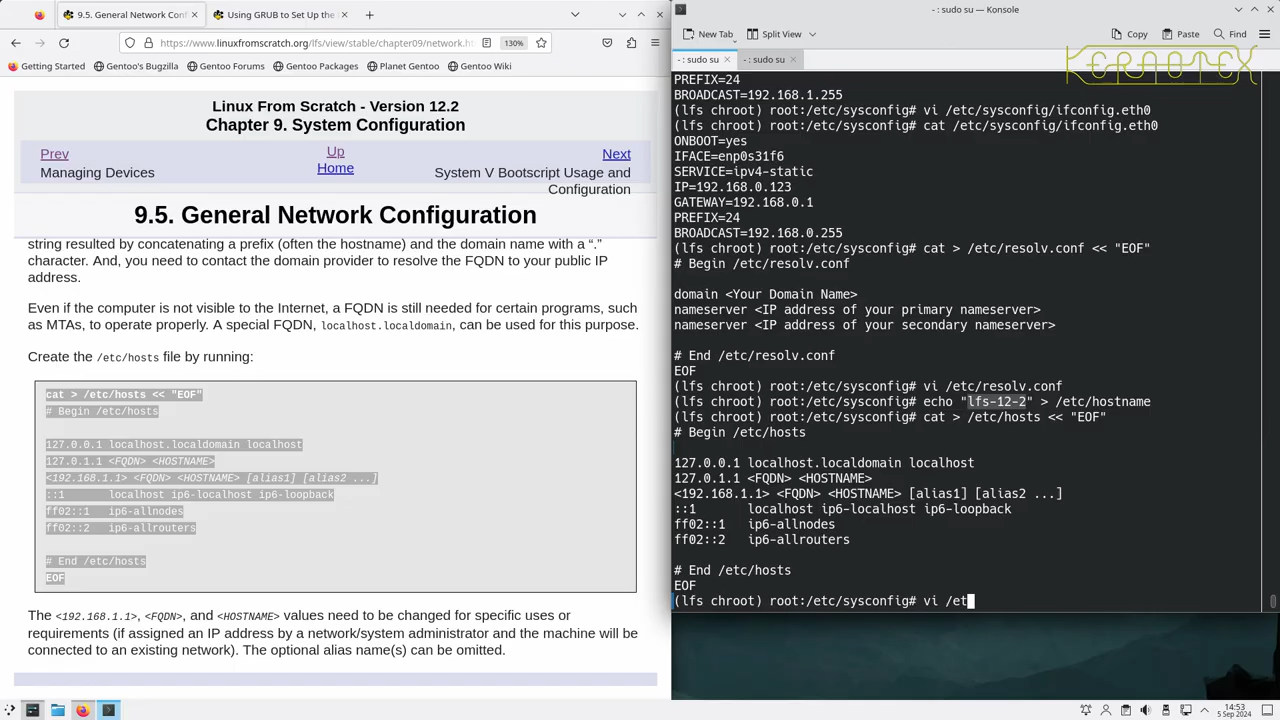 9.5. General Network Conf
Using GRUB to Set Up the
https://www.linuxfromscratch.org/lfs/view/stable/chapter09/network.h
130%
Getting Started
Gentoo's Bugzilla
Gentoo Forums
Gentoo Packages
Planet Gentoo
Gentoo Wiki
Linux From Scratch - Version 12.2
Chapter 9. System Configuration
Prev
Up
Next
Managing Devices
Home
System V Bootscript Usage and
Configuration
9.5. General Network Configuration
string resulted by concatenating a prefix (often the hostname) and the domain name with a “.”
character. And, you need to contact the domain provider to resolve the FQDN to your public IP
address.
Even if the computer is not visible to the Internet, a FQDN is still needed for certain programs, such
as MTAs, to operate properly. A special FQDN, localhost.localdomain, can be used for this purpose.
Create the /etc/hosts file by running:
cat > /etc/hosts << "EOF"
# Begin /etc/hosts
127.0.0.1 localhost.localdomain localhost
127.0.1.1 <FQDN> <HOSTNAME>
<192.168.1.1> <FQDN> <HOSTNAME> [alias1] [alias2 ...]
::1       localhost ip6-localhost ip6-loopback
ff02::1   ip6-allnodes
ff02::2   ip6-allrouters
# End /etc/hosts
EOF
The <192.168.1.1>, <FQDN>, and <HOSTNAME> values need to be changed for specific uses or
requirements (if assigned an IP address by a network/system administrator and the machine will be
connected to an existing network). The optional alias name(s) can be omitted.
- : sudo su — Konsole
New Tab
Split View
Copy
Paste
Find
- : sudo su
- : sudo su
KERNOTEX
PREFIX=24
BROADCAST=192.168.1.255
(lfs chroot) root:/etc/sysconfig# vi /etc/sysconfig/ifconfig.eth0
(lfs chroot) root:/etc/sysconfig# cat /etc/sysconfig/ifconfig.eth0
ONBOOT=yes
IFACE=enp0s31f6
SERVICE=ipv4-static
IP=192.168.0.123
GATEWAY=192.168.0.1
PREFIX=24
BROADCAST=192.168.0.255
(lfs chroot) root:/etc/sysconfig# cat > /etc/resolv.conf << "EOF"
# Begin /etc/resolv.conf
domain <Your Domain Name>
nameserver <IP address of your primary nameserver>
nameserver <IP address of your secondary nameserver>
# End /etc/resolv.conf
EOF
(lfs chroot) root:/etc/sysconfig# vi /etc/resolv.conf
(lfs chroot) root:/etc/sysconfig# echo "lfs-12-2" > /etc/hostname
(lfs chroot) root:/etc/sysconfig# cat > /etc/hosts << "EOF"
# Begin /etc/hosts
127.0.0.1 localhost.localdomain localhost
127.0.1.1 <FQDN> <HOSTNAME>
<192.168.1.1> <FQDN> <HOSTNAME> [alias1] [alias2 ...]
::1       localhost ip6-localhost ip6-loopback
ff02::1   ip6-allnodes
ff02::2   ip6-allrouters
# End /etc/hosts
EOF
(lfs chroot) root:/etc/sysconfig# vi /et
14:53
5 Sep 2024